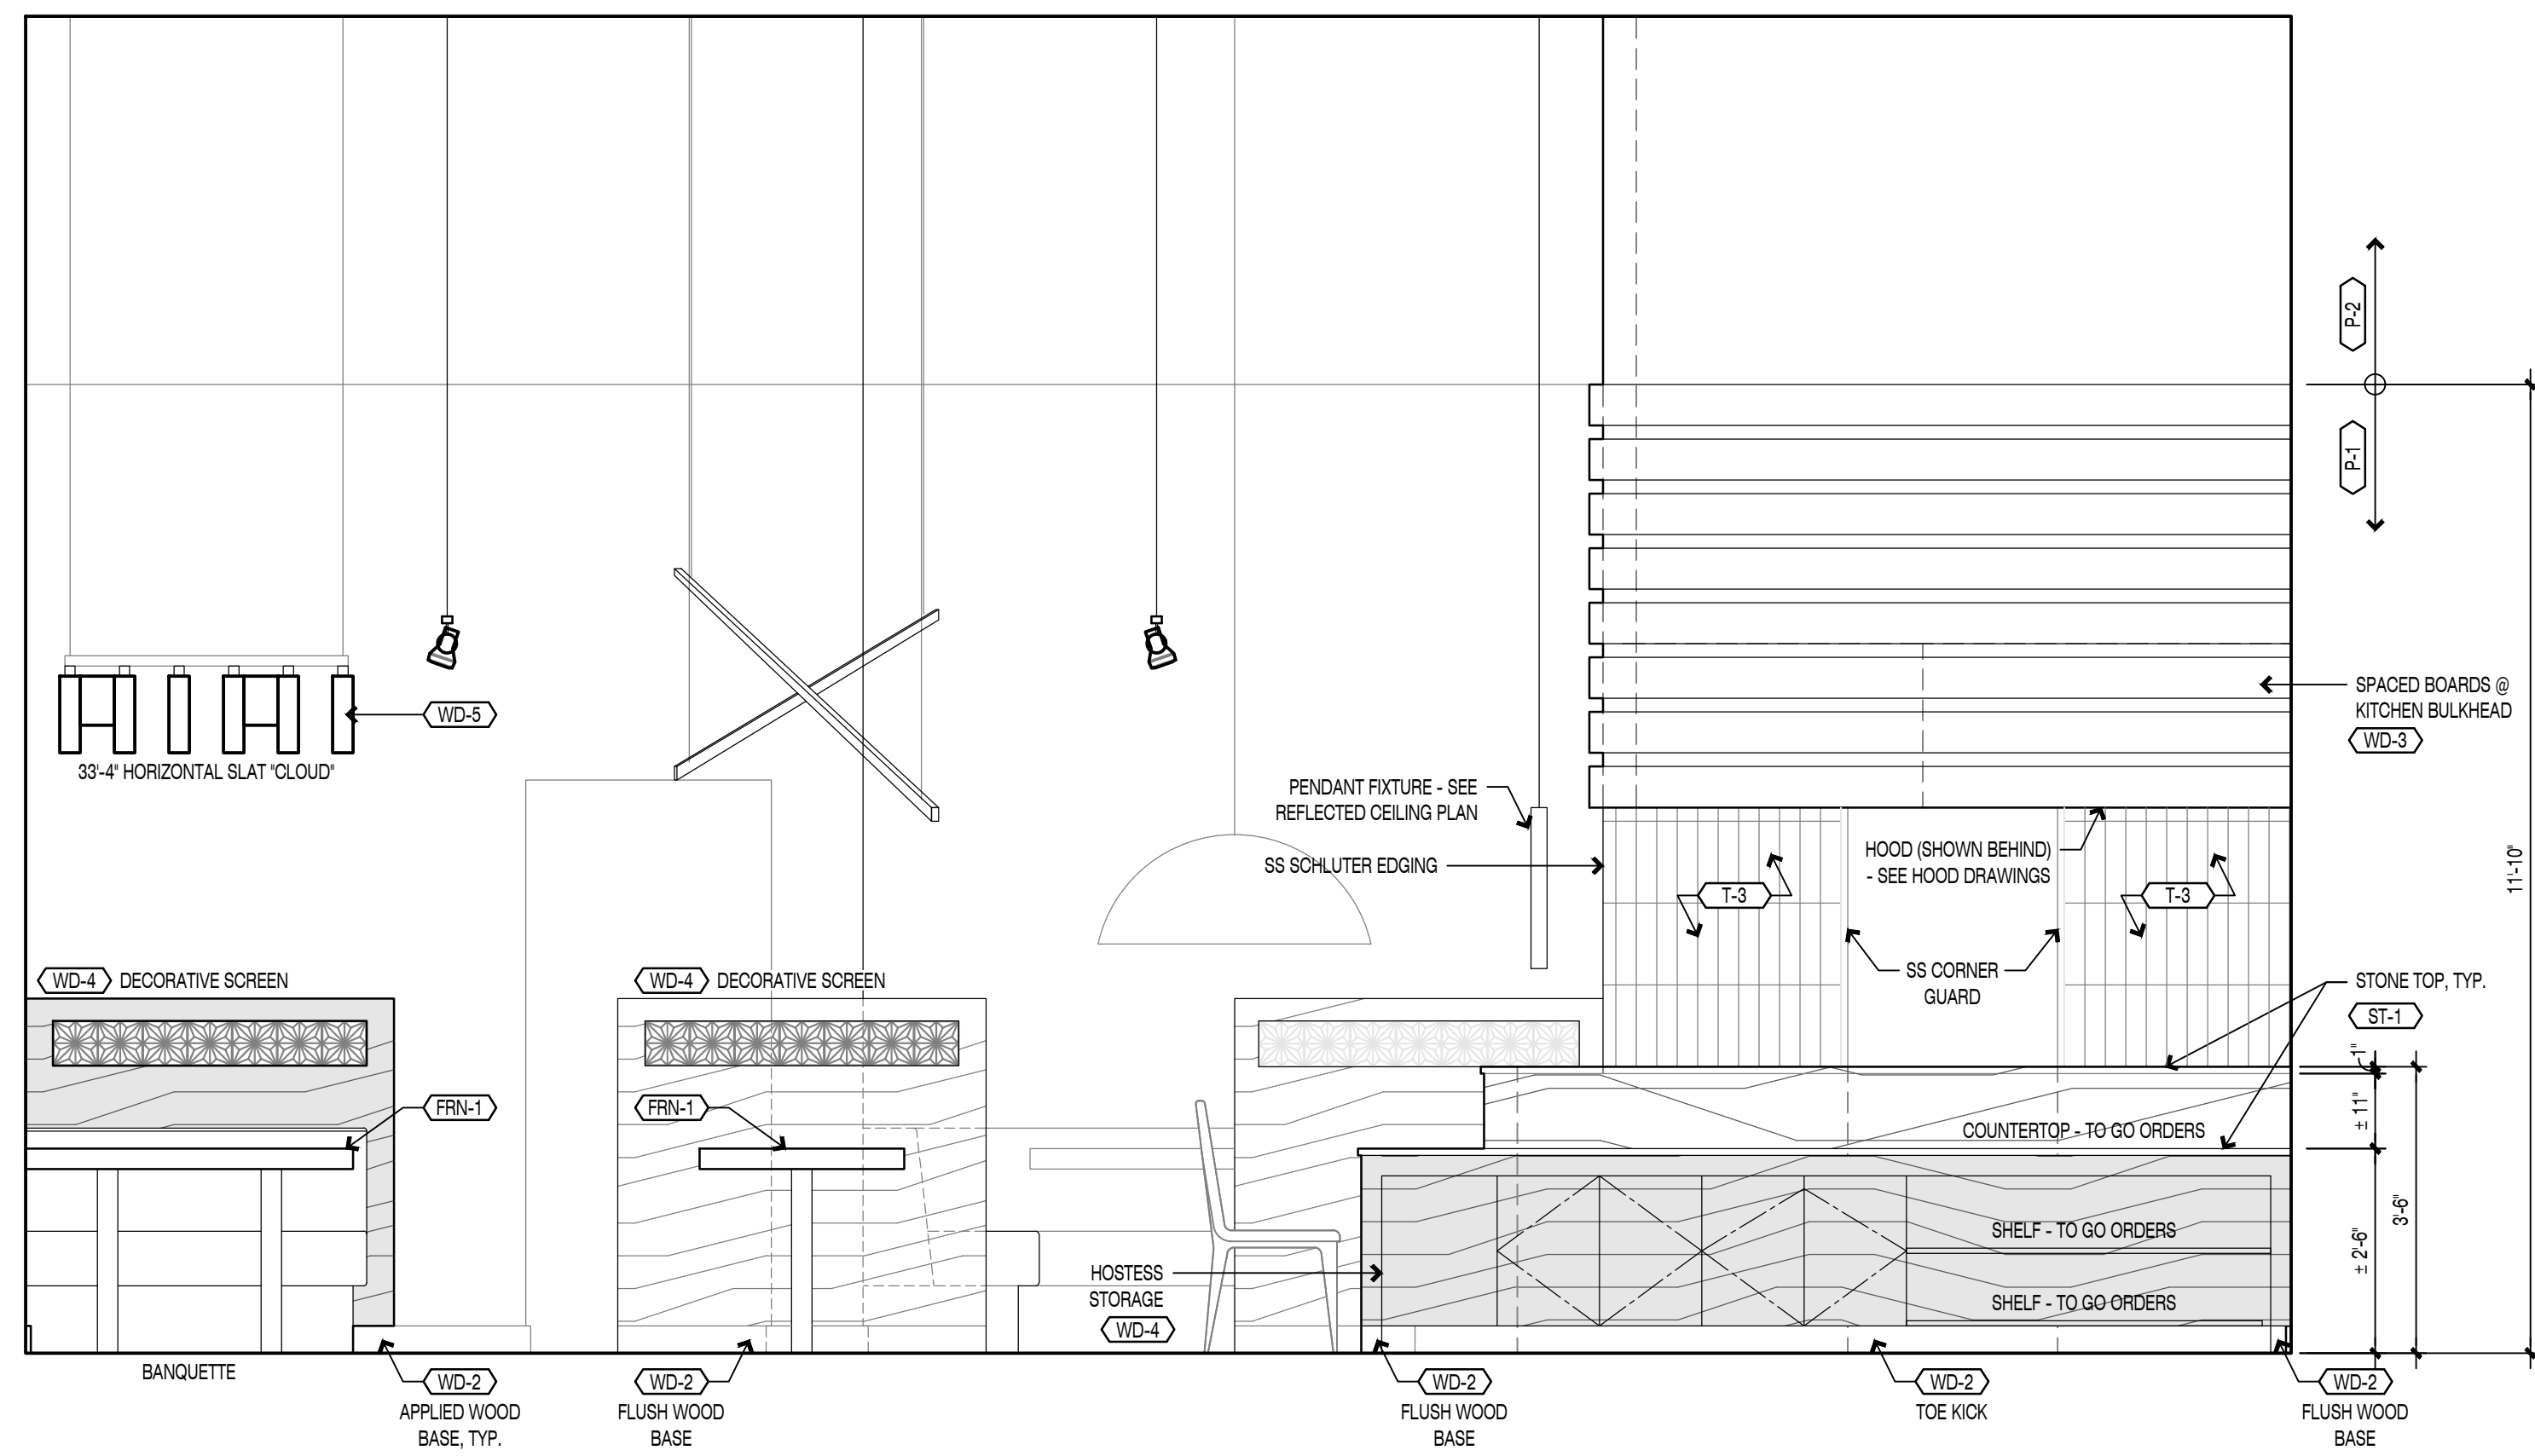 P-2
P-1
WD-5
33'-4" HORIZONTAL SLAT "CLOUD"
SPACED BOARDS @
KITCHEN BULKHEAD
WD-3
PENDANT FIXTURE - SEE
REFLECTED CEILING PLAN
SS SCHLUTER EDGING
HOOD (SHOWN BEHIND)
- SEE HOOD DRAWINGS
T-3
T-3
11'-10"
WD-4 DECORATIVE SCREEN
WD-4 DECORATIVE SCREEN
SS CORNER
GUARD
STONE TOP, TYP.
ST-1
1"
FRN-1
FRN-1
± 11"
COUNTERTOP - TO GO ORDERS
3'-6"
± 2'-6"
SHELF - TO GO ORDERS
HOSTESS
STORAGE
WD-4
SHELF - TO GO ORDERS
BANQUETTE
WD-2
APPLIED WOOD
BASE, TYP.
WD-2
FLUSH WOOD
BASE
WD-2
FLUSH WOOD
BASE
WD-2
TOE KICK
WD-2
FLUSH WOOD
BASE